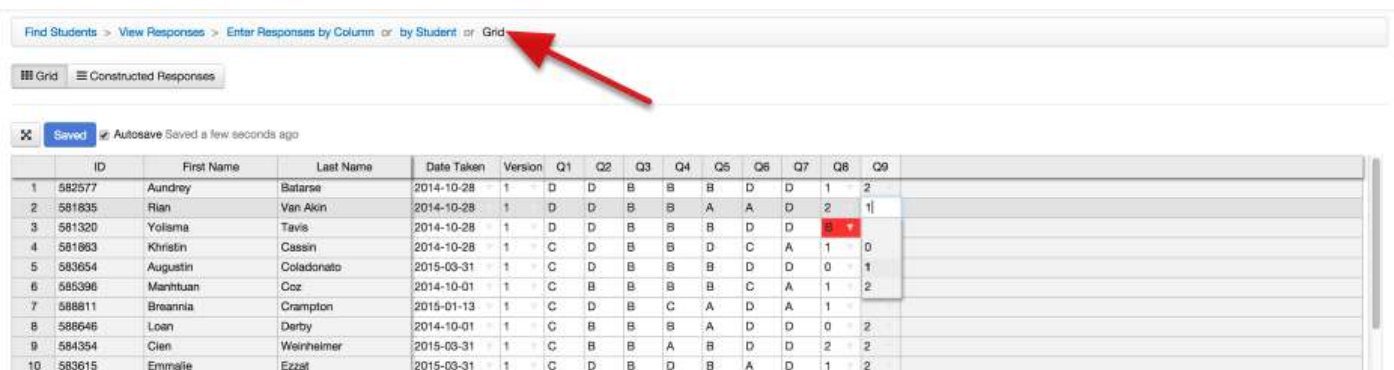 Find Students > View Responses > Enter Responses by Column or by Student or Grid
Grid Constructed Responses
Saved Autosave Saved a few seconds ago
ID First Name Last Name Date Taken Version Q1 Q2 Q3 Q4 Q5 Q6 Q7 Q8 Q9
1 582577 Aundrey Batarse 2014-10-28 1 D D B B B D D 1 2
2 581835 Rian Van Akin 2014-10-28 1 D D B B A A D 2 1
3 581320 Yolisma Tavis 2014-10-28 1 D D B B B D D B
4 581863 Khristin Cassin 2014-10-28 1 C D B B D C A 1 0
5 583654 Augustin Coladonato 2015-03-31 1 C D B B B D D 0 1
6 585396 Manhtuan Coz 2014-10-01 1 C B B B B C A 1 2
7 588811 Breannia Crampton 2015-01-13 1 C D B C A D A 1
8 588646 Loan Derby 2014-10-01 1 C B B B A D D 0 2
9 584354 Cien Weinheimer 2015-03-31 1 C B B A B D D 2 2
10 583615 Emmalie Ezzat 2015-03-31 1 C D B D B A D 1 2